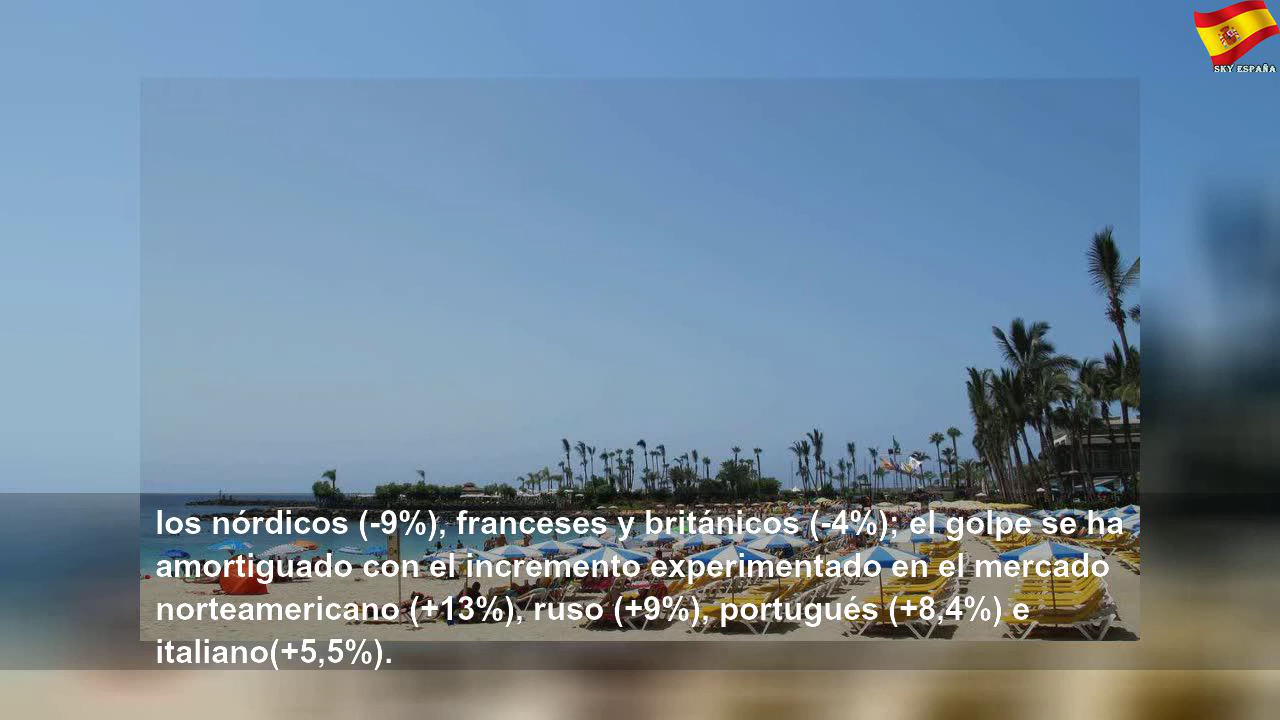 SKY ESPAÑA
los nórdicos (-9%), franceses y británicos (-4%); el golpe se ha
amortiguado con el incremento experimentado en el mercado
norteamericano (+13%), ruso (+9%), portugués (+8,4%) e
italiano(+5,5%).